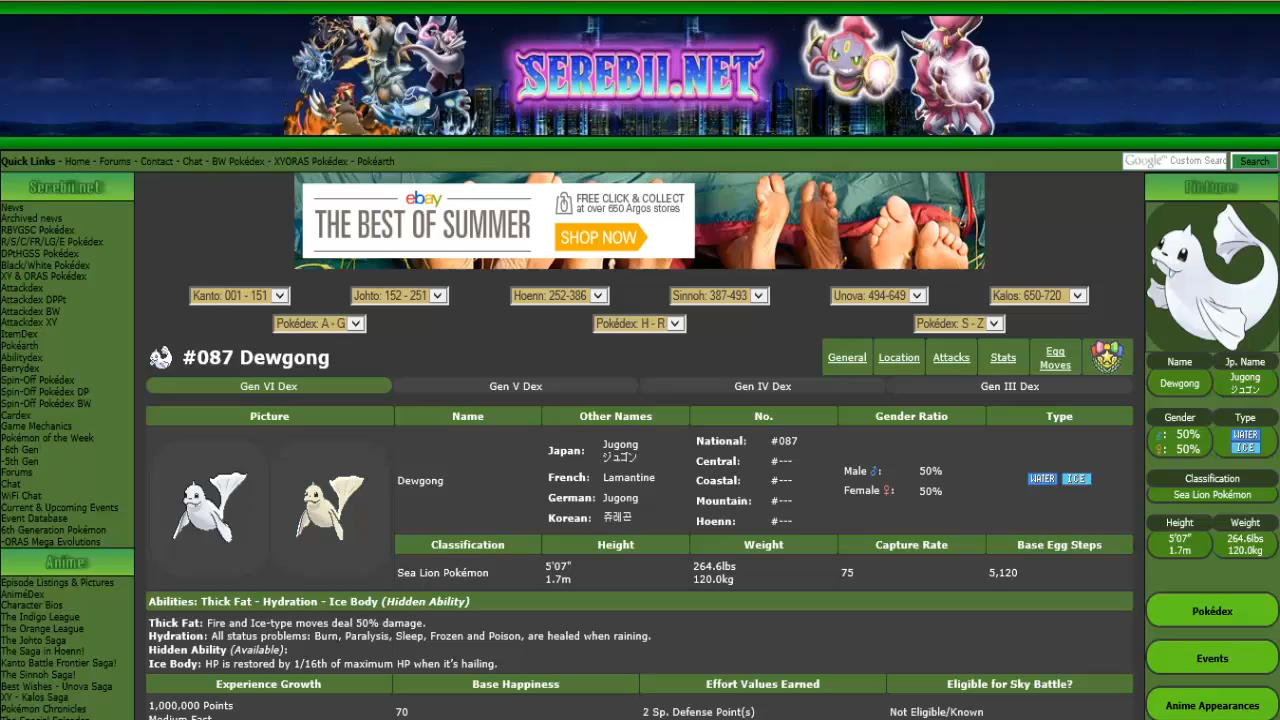 SEREBII.NET
Quick Links - Home - Forums - Contact - Chat - BW Pokédex - XYORAS Pokédex - Pokéarth
Google™ Custom Searc
Search
Serebii.net
News
Archived news
RBYGSC Pokédex
R/S/C/FR/LG/E Pokédex
DPtHGSS Pokédex
Black/White Pokédex
XY & ORAS Pokédex
Attackdex
Attackdex DPPt
Attackdex BW
Attackdex XY
ItemDex
Pokéarth
Abilitydex
Berrydex
Spin-Off Pokédex
Spin-Off Pokédex DP
Spin-Off Pokédex BW
Cardex
Game Mechanics
Pokémon of the Week
-6th Gen
-5th Gen
Forums
Chat
WiFi Chat
Current & Upcoming Events
Event Database
6th Generation Pokémon
-ORAS Mega Evolutions
Anime
Episode Listings & Pictures
AniméDex
Character Bios
The Indigo League
The Orange League
The Johto Saga
The Saga in Hoenn!
Kanto Battle Frontier Saga!
The Sinnoh Saga!
Best Wishes - Unova Saga
XY - Kalos Saga
Pokémon Chronicles
The Special Episodes
ebay
THE BEST OF SUMMER
FREE CLICK & COLLECT
at over 650 Argos stores
SHOP NOW
Kanto: 001 - 151
Johto: 152 - 251
Hoenn: 252-386
Sinnoh: 387-493
Unova: 494-649
Kalos: 650-720
Pokédex: A - G
Pokédex: H - R
Pokédex: S - Z
#087 Dewgong
General
Location
Attacks
Stats
Egg
Moves
Gen VI Dex
Gen V Dex
Gen IV Dex
Gen III Dex
Picture
Name
Other Names
No.
Gender Ratio
Type
Dewgong
Japan: Jugong
ジュゴン
French: Lamantine
German: Jugong
Korean: 쥬레곤
National: #087
Central: #---
Coastal: #---
Mountain: #---
Hoenn: #---
Male ♂: 50%
Female ♀: 50%
WATER ICE
Classification
Height
Weight
Capture Rate
Base Egg Steps
Sea Lion Pokémon
5'07"
1.7m
264.6lbs
120.0kg
75
5,120
Abilities: Thick Fat - Hydration - Ice Body (Hidden Ability)
Thick Fat: Fire and Ice-type moves deal 50% damage.
Hydration: All status problems: Burn, Paralysis, Sleep, Frozen and Poison, are healed when raining.
Hidden Ability (Available):
Ice Body: HP is restored by 1/16th of maximum HP when it's hailing.
Experience Growth
Base Happiness
Effort Values Earned
Eligible for Sky Battle?
1,000,000 Points
Medium Fast
70
2 Sp. Defense Point(s)
Not Eligible/Known
Pictures
Name
Jp. Name
Dewgong
Jugong
ジュゴン
Gender
Type
♂: 50%
♀: 50%
WATER
ICE
Classification
Sea Lion Pokémon
Height
Weight
5'07"
1.7m
264.6lbs
120.0kg
Pokédex
Events
Anime Appearances